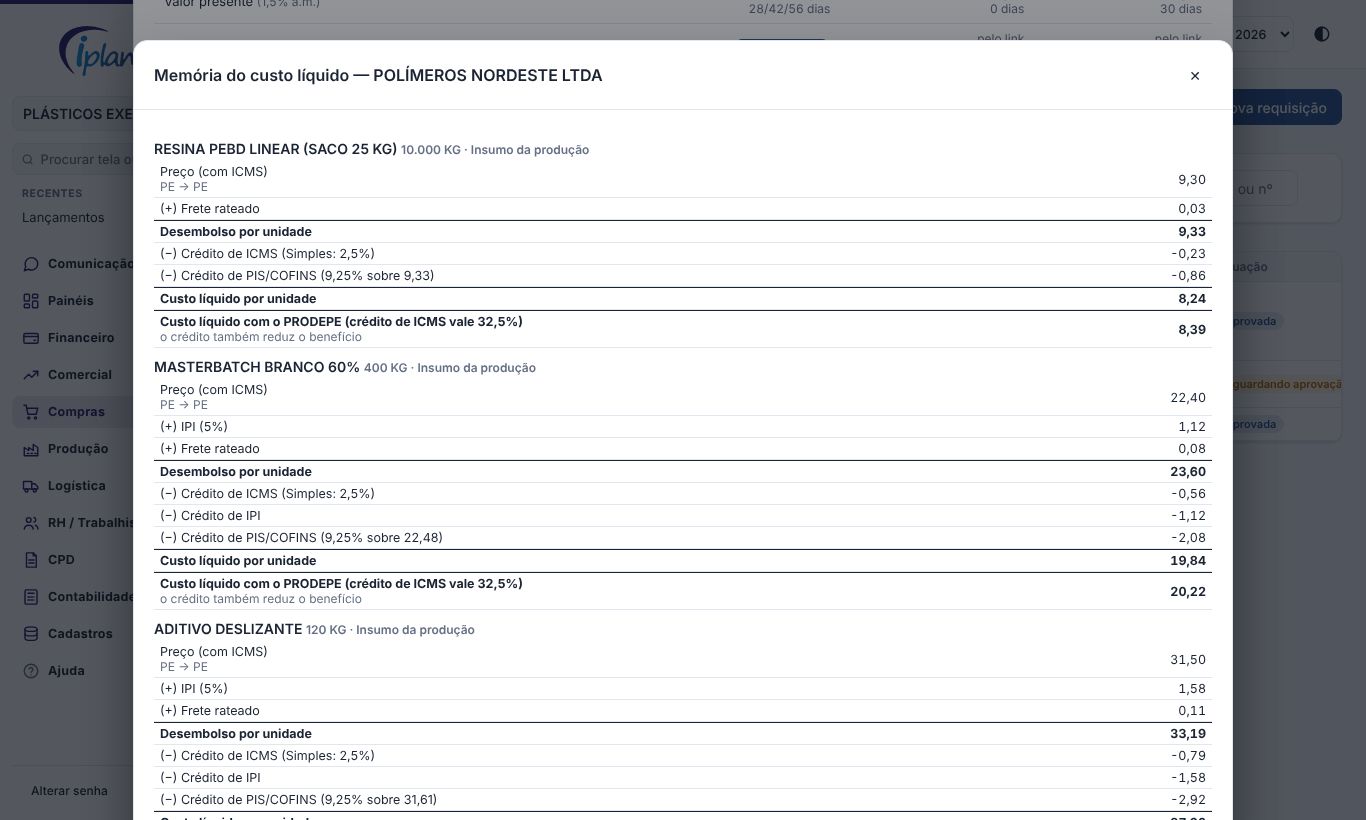 Valor presente (1,5% a.m.)
28/42/56 dias 0 dias 30 dias
pelo link pelo link
iplan
2026
PLÁSTICOS EXE
Procurar tela o
RECENTES
Lançamentos
Comunicação
Painéis
Financeiro
Comercial
Compras
Produção
Logística
RH / Trabalhis
CPD
Contabilidade
Cadastros
Ajuda
Alterar senha
Memória do custo líquido — POLÍMEROS NORDESTE LTDA ×
RESINA PEBD LINEAR (SACO 25 KG) 10.000 KG · Insumo da produção
Preço (com ICMS) 9,30
PE → PE
(+) Frete rateado 0,03
Desembolso por unidade 9,33
(−) Crédito de ICMS (Simples: 2,5%) -0,23
(−) Crédito de PIS/COFINS (9,25% sobre 9,33) -0,86
Custo líquido por unidade 8,24
Custo líquido com o PRODEPE (crédito de ICMS vale 32,5%) 8,39
o crédito também reduz o benefício
MASTERBATCH BRANCO 60% 400 KG · Insumo da produção
Preço (com ICMS) 22,40
PE → PE
(+) IPI (5%) 1,12
(+) Frete rateado 0,08
Desembolso por unidade 23,60
(−) Crédito de ICMS (Simples: 2,5%) -0,56
(−) Crédito de IPI -1,12
(−) Crédito de PIS/COFINS (9,25% sobre 22,48) -2,08
Custo líquido por unidade 19,84
Custo líquido com o PRODEPE (crédito de ICMS vale 32,5%) 20,22
o crédito também reduz o benefício
ADITIVO DESLIZANTE 120 KG · Insumo da produção
Preço (com ICMS) 31,50
PE → PE
(+) IPI (5%) 1,58
(+) Frete rateado 0,11
Desembolso por unidade 33,19
(−) Crédito de ICMS (Simples: 2,5%) -0,79
(−) Crédito de IPI -1,58
(−) Crédito de PIS/COFINS (9,25% sobre 31,61) -2,92
ova requisição
ou nº
uação
provada
guardando aprovaçã
provada